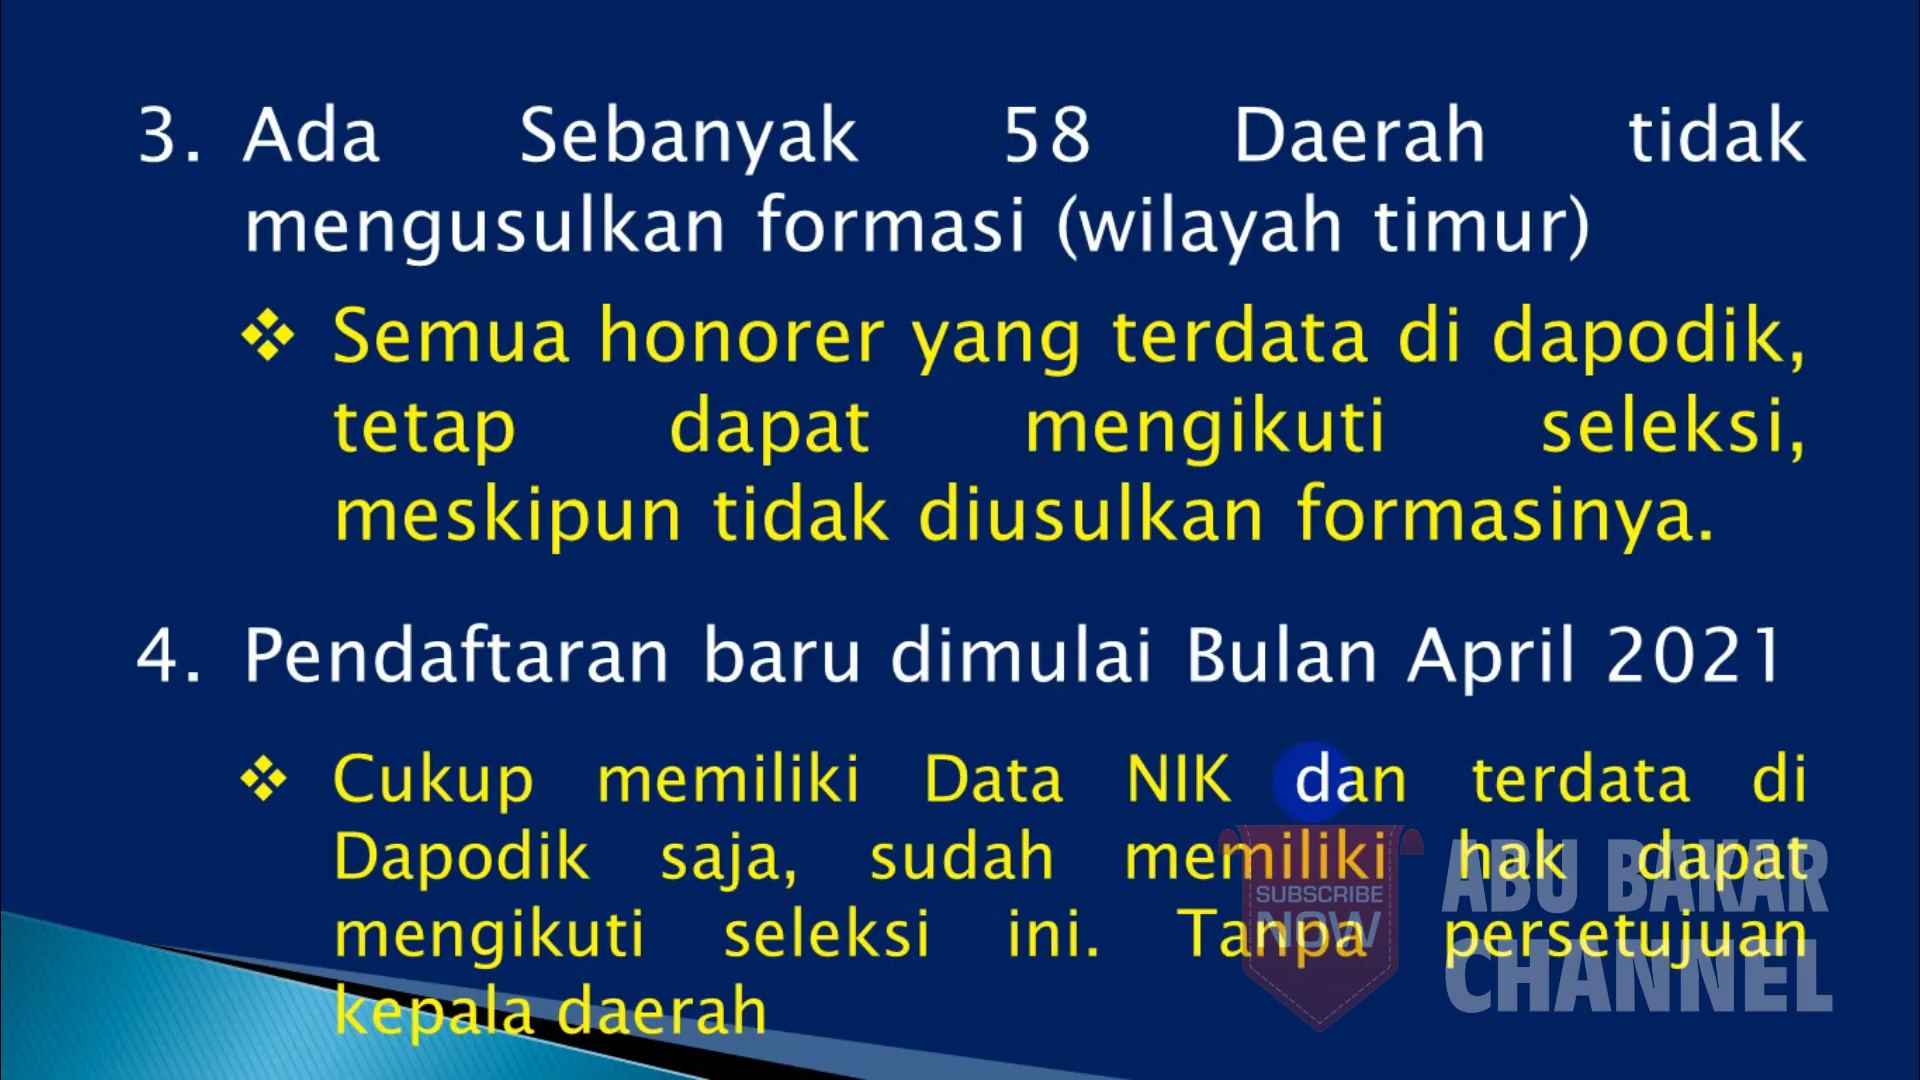 3. Ada Sebanyak 58 Daerah tidak
mengusulkan formasi (wilayah timur)
❖ Semua honorer yang terdata di dapodik,
tetap dapat mengikuti seleksi,
meskipun tidak diusulkan formasinya.
4. Pendaftaran baru dimulai Bulan April 2021
❖ Cukup memiliki Data NIK dan terdata di
Dapodik saja, sudah memiliki hak dapat
mengikuti seleksi ini. Tanpa persetujuan
kepala daerah
SUBSCRIBE
NOW
ABU BAKAR
CHANNEL